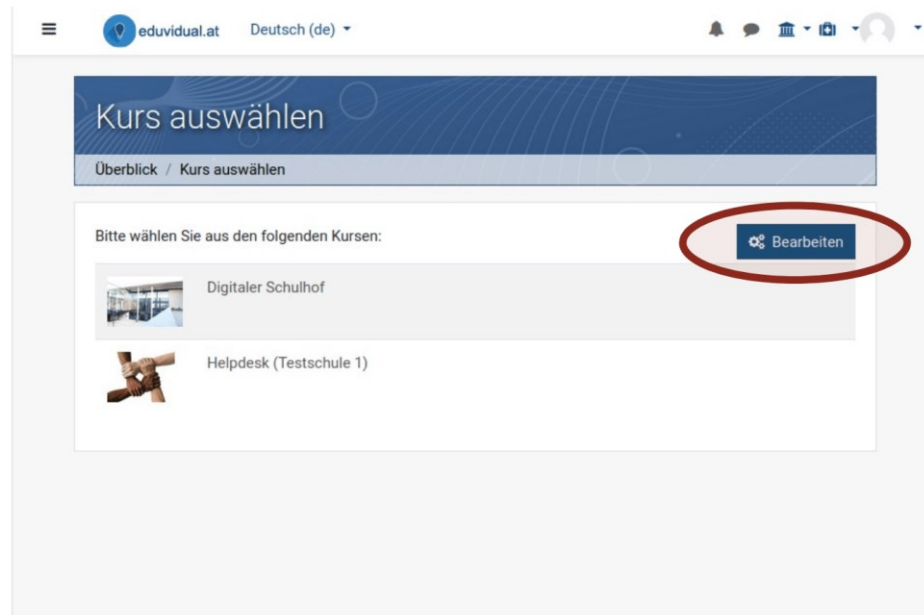 eduvidual.at Deutsch (de)
Kurs auswählen
Überblick / Kurs auswählen
Bitte wählen Sie aus den folgenden Kursen: Bearbeiten
Digitaler Schulhof
Helpdesk (Testschule 1)